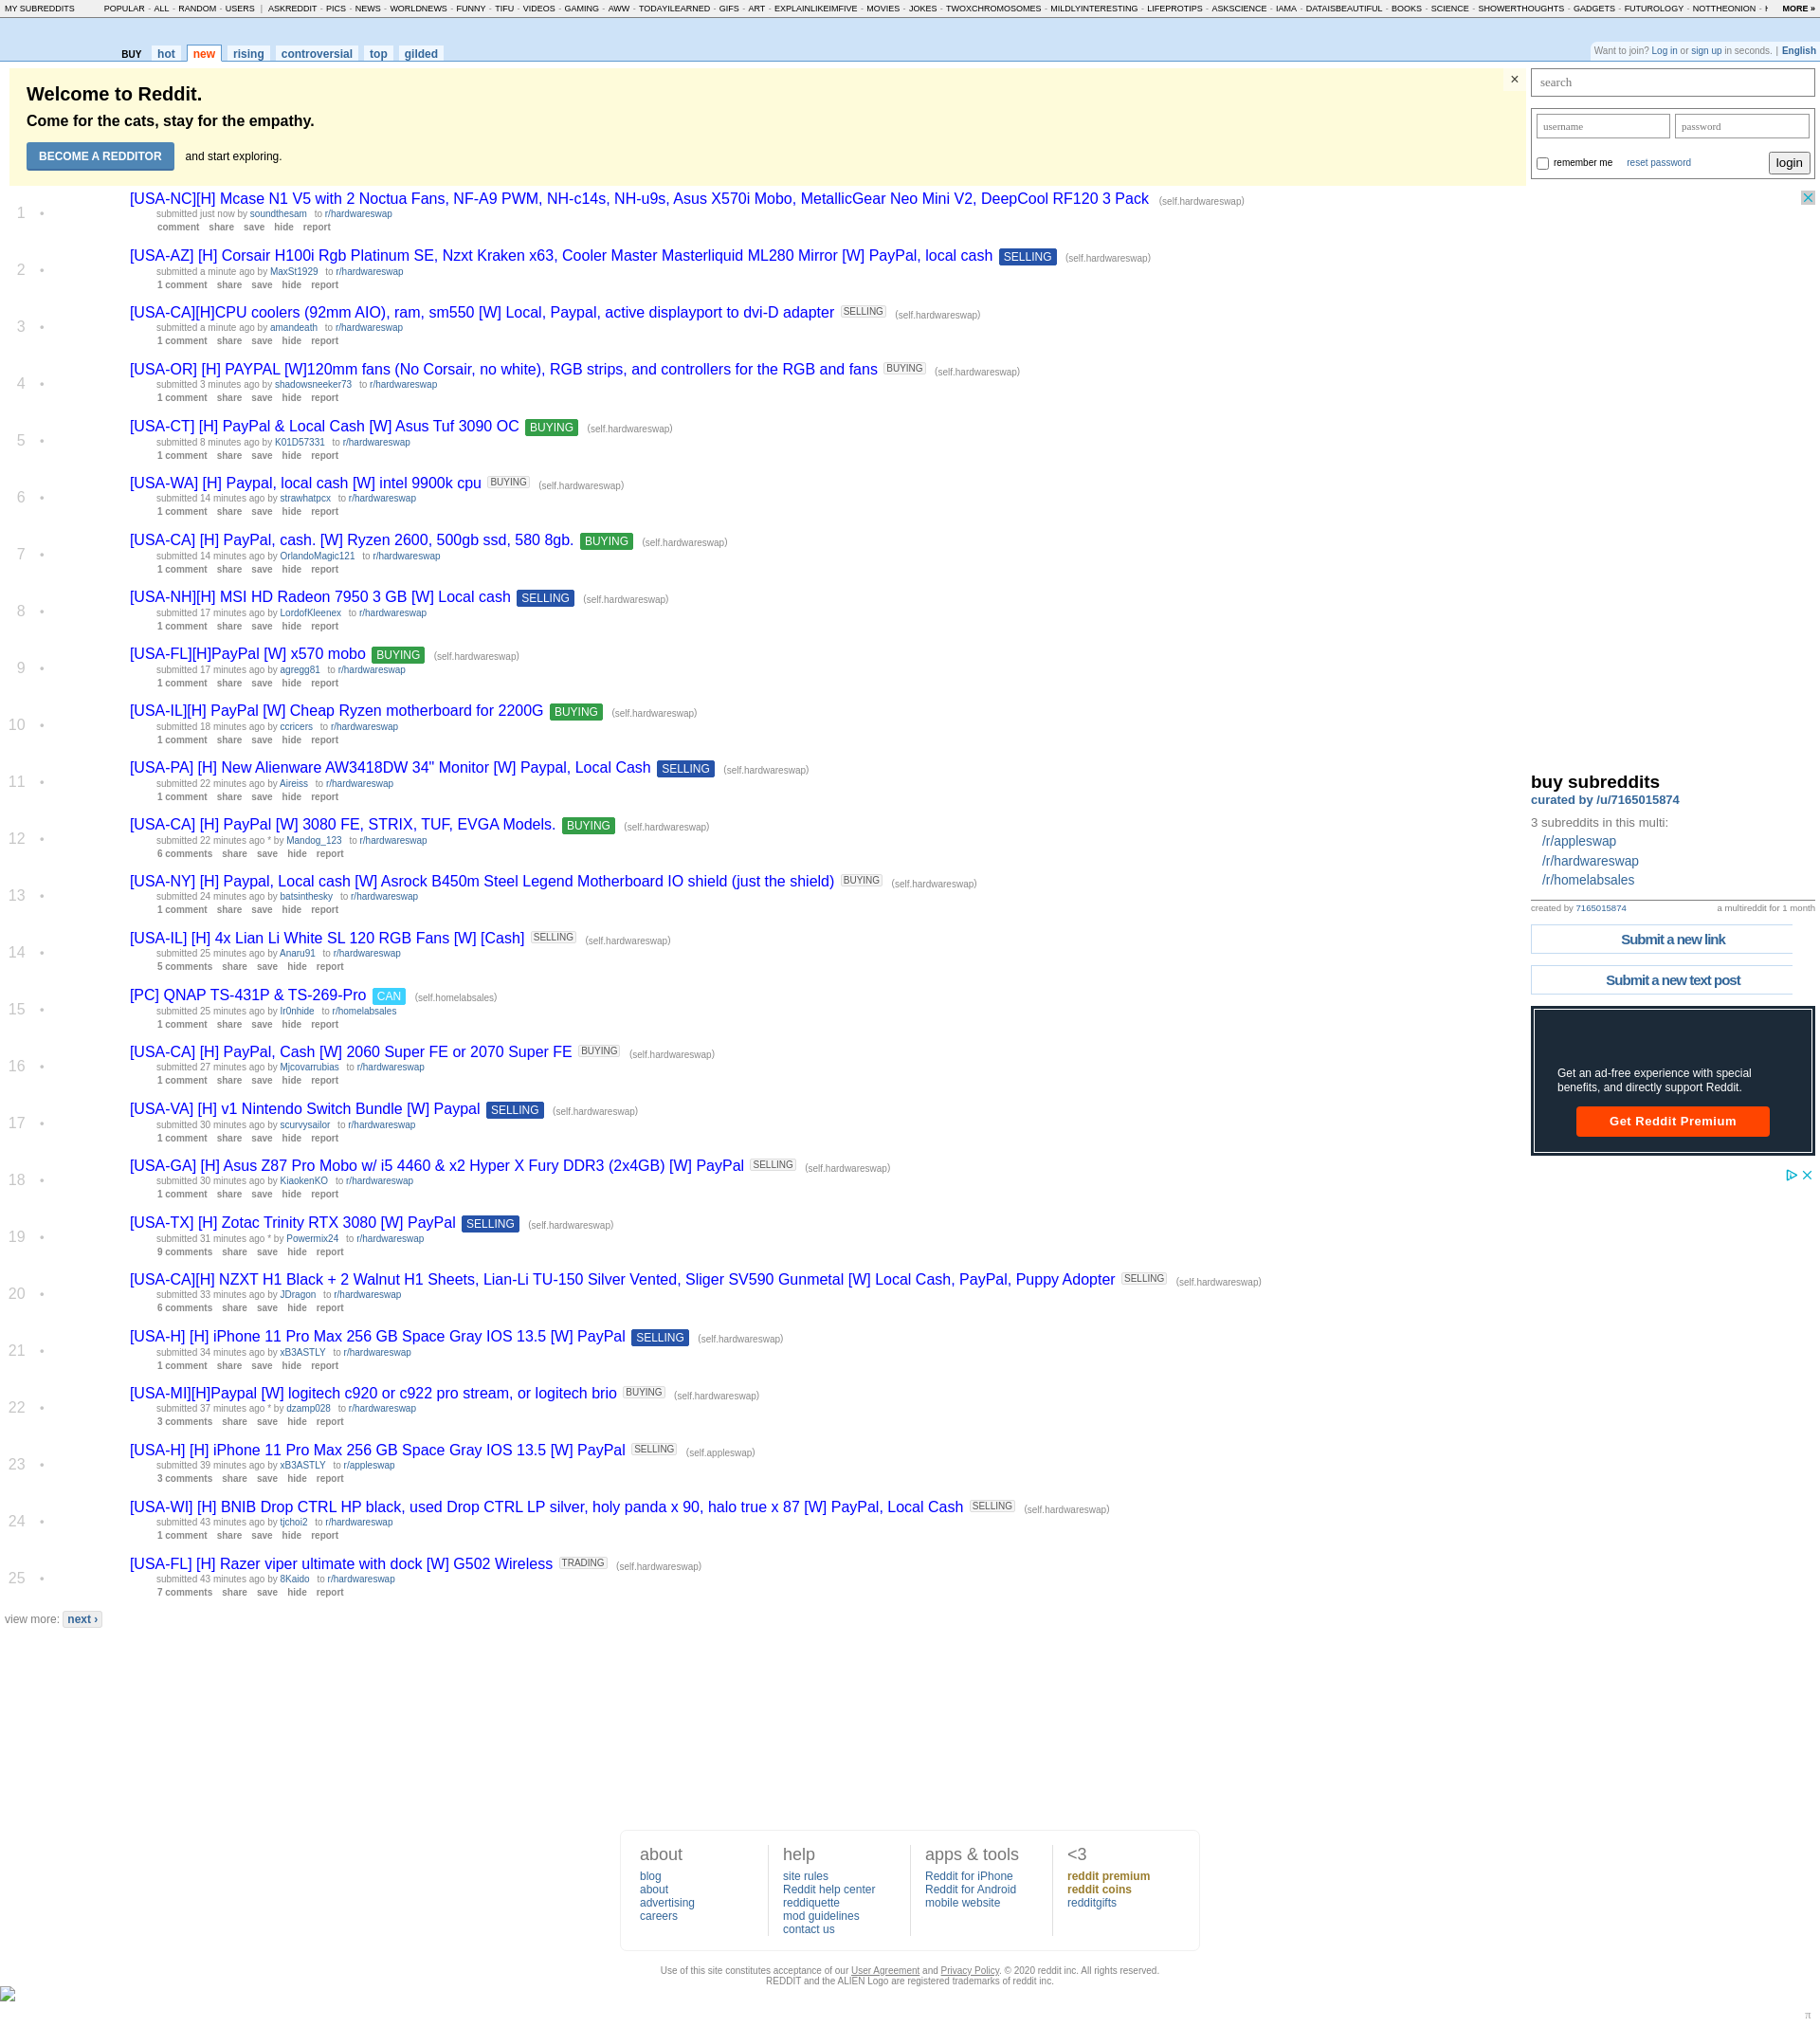 MY SUBREDDITS POPULAR - ALL - RANDOM - USERS | ASKREDDIT - PICS - NEWS - WORLDNEWS - FUNNY - TIFU - VIDEOS - GAMING - AWW - TODAYILEARNED - GIFS - ART - EXPLAINLIKEIMFIVE - MOVIES - JOKES - TWOXCHROMOSOMES - MILDLYINTERESTING - LIFEPROTIPS - ASKSCIENCE - IAMA - DATAISBEAUTIFUL - BOOKS - SCIENCE - SHOWERTHOUGHTS - GADGETS - FUTUROLOGY - NOTTHEONION - MORE »
BUY hot new rising controversial top gilded
Want to join? Log in or sign up in seconds. | English
Welcome to Reddit.
Come for the cats, stay for the empathy.
BECOME A REDDITOR and start exploring.
×
search
username password
remember me reset password login
1 • [USA-NC][H] Mcase N1 V5 with 2 Noctua Fans, NF-A9 PWM, NH-c14s, NH-u9s, Asus X570i Mobo, MetallicGear Neo Mini V2, DeepCool RF120 3 Pack (self.hardwareswap)
submitted just now by soundthesam to r/hardwareswap
comment share save hide report
2 • [USA-AZ] [H] Corsair H100i Rgb Platinum SE, Nzxt Kraken x63, Cooler Master Masterliquid ML280 Mirror [W] PayPal, local cash SELLING (self.hardwareswap)
submitted a minute ago by MaxSt1929 to r/hardwareswap
1 comment share save hide report
3 • [USA-CA][H]CPU coolers (92mm AIO), ram, sm550 [W] Local, Paypal, active displayport to dvi-D adapter SELLING (self.hardwareswap)
submitted a minute ago by amandeath to r/hardwareswap
1 comment share save hide report
4 • [USA-OR] [H] PAYPAL [W]120mm fans (No Corsair, no white), RGB strips, and controllers for the RGB and fans BUYING (self.hardwareswap)
submitted 3 minutes ago by shadowsneeker73 to r/hardwareswap
1 comment share save hide report
5 • [USA-CT] [H] PayPal & Local Cash [W] Asus Tuf 3090 OC BUYING (self.hardwareswap)
submitted 8 minutes ago by K01D57331 to r/hardwareswap
1 comment share save hide report
6 • [USA-WA] [H] Paypal, local cash [W] intel 9900k cpu BUYING (self.hardwareswap)
submitted 14 minutes ago by strawhatpcx to r/hardwareswap
1 comment share save hide report
7 • [USA-CA] [H] PayPal, cash. [W] Ryzen 2600, 500gb ssd, 580 8gb. BUYING (self.hardwareswap)
submitted 14 minutes ago by OrlandoMagic121 to r/hardwareswap
1 comment share save hide report
8 • [USA-NH][H] MSI HD Radeon 7950 3 GB [W] Local cash SELLING (self.hardwareswap)
submitted 17 minutes ago by LordofKleenex to r/hardwareswap
1 comment share save hide report
9 • [USA-FL][H]PayPal [W] x570 mobo BUYING (self.hardwareswap)
submitted 17 minutes ago by agregg81 to r/hardwareswap
1 comment share save hide report
10 • [USA-IL][H] PayPal [W] Cheap Ryzen motherboard for 2200G BUYING (self.hardwareswap)
submitted 18 minutes ago by ccricers to r/hardwareswap
1 comment share save hide report
11 • [USA-PA] [H] New Alienware AW3418DW 34" Monitor [W] Paypal, Local Cash SELLING (self.hardwareswap)
submitted 22 minutes ago by Aireiss to r/hardwareswap
1 comment share save hide report
12 • [USA-CA] [H] PayPal [W] 3080 FE, STRIX, TUF, EVGA Models. BUYING (self.hardwareswap)
submitted 22 minutes ago * by Mandog_123 to r/hardwareswap
6 comments share save hide report
13 • [USA-NY] [H] Paypal, Local cash [W] Asrock B450m Steel Legend Motherboard IO shield (just the shield) BUYING (self.hardwareswap)
submitted 24 minutes ago by batsinthesky to r/hardwareswap
1 comment share save hide report
14 • [USA-IL] [H] 4x Lian Li White SL 120 RGB Fans [W] [Cash] SELLING (self.hardwareswap)
submitted 25 minutes ago by Anaru91 to r/hardwareswap
5 comments share save hide report
15 • [PC] QNAP TS-431P & TS-269-Pro CAN (self.homelabsales)
submitted 25 minutes ago by Ir0nhide to r/homelabsales
1 comment share save hide report
16 • [USA-CA] [H] PayPal, Cash [W] 2060 Super FE or 2070 Super FE BUYING (self.hardwareswap)
submitted 27 minutes ago by Mjcovarrubias to r/hardwareswap
1 comment share save hide report
17 • [USA-VA] [H] v1 Nintendo Switch Bundle [W] Paypal SELLING (self.hardwareswap)
submitted 30 minutes ago by scurvysailor to r/hardwareswap
1 comment share save hide report
18 • [USA-GA] [H] Asus Z87 Pro Mobo w/ i5 4460 & x2 Hyper X Fury DDR3 (2x4GB) [W] PayPal SELLING (self.hardwareswap)
submitted 30 minutes ago by KiaokenKO to r/hardwareswap
1 comment share save hide report
19 • [USA-TX] [H] Zotac Trinity RTX 3080 [W] PayPal SELLING (self.hardwareswap)
submitted 31 minutes ago * by Powermix24 to r/hardwareswap
9 comments share save hide report
20 • [USA-CA][H] NZXT H1 Black + 2 Walnut H1 Sheets, Lian-Li TU-150 Silver Vented, Sliger SV590 Gunmetal [W] Local Cash, PayPal, Puppy Adopter SELLING (self.hardwareswap)
submitted 33 minutes ago by JDragon to r/hardwareswap
6 comments share save hide report
21 • [USA-H] [H] iPhone 11 Pro Max 256 GB Space Gray IOS 13.5 [W] PayPal SELLING (self.hardwareswap)
submitted 34 minutes ago by xB3ASTLY to r/hardwareswap
1 comment share save hide report
22 • [USA-MI][H]Paypal [W] logitech c920 or c922 pro stream, or logitech brio BUYING (self.hardwareswap)
submitted 37 minutes ago * by dzamp028 to r/hardwareswap
3 comments share save hide report
23 • [USA-H] [H] iPhone 11 Pro Max 256 GB Space Gray IOS 13.5 [W] PayPal SELLING (self.appleswap)
submitted 39 minutes ago by xB3ASTLY to r/appleswap
3 comments share save hide report
24 • [USA-WI] [H] BNIB Drop CTRL HP black, used Drop CTRL LP silver, holy panda x 90, halo true x 87 [W] PayPal, Local Cash SELLING (self.hardwareswap)
submitted 43 minutes ago by tjchoi2 to r/hardwareswap
1 comment share save hide report
25 • [USA-FL] [H] Razer viper ultimate with dock [W] G502 Wireless TRADING (self.hardwareswap)
submitted 43 minutes ago by 8Kaido to r/hardwareswap
7 comments share save hide report
view more: next ›
buy subreddits
curated by /u/7165015874
3 subreddits in this multi:
/r/appleswap
/r/hardwareswap
/r/homelabsales
created by 7165015874 a multireddit for 1 month
Submit a new link
Submit a new text post
Get an ad-free experience with special
benefits, and directly support Reddit.
Get Reddit Premium
about
blog
about
advertising
careers
help
site rules
Reddit help center
reddiquette
mod guidelines
contact us
apps & tools
Reddit for iPhone
Reddit for Android
mobile website
<3
reddit premium
reddit coins
redditgifts
Use of this site constitutes acceptance of our User Agreement and Privacy Policy. © 2020 reddit inc. All rights reserved.
REDDIT and the ALIEN Logo are registered trademarks of reddit inc.
π